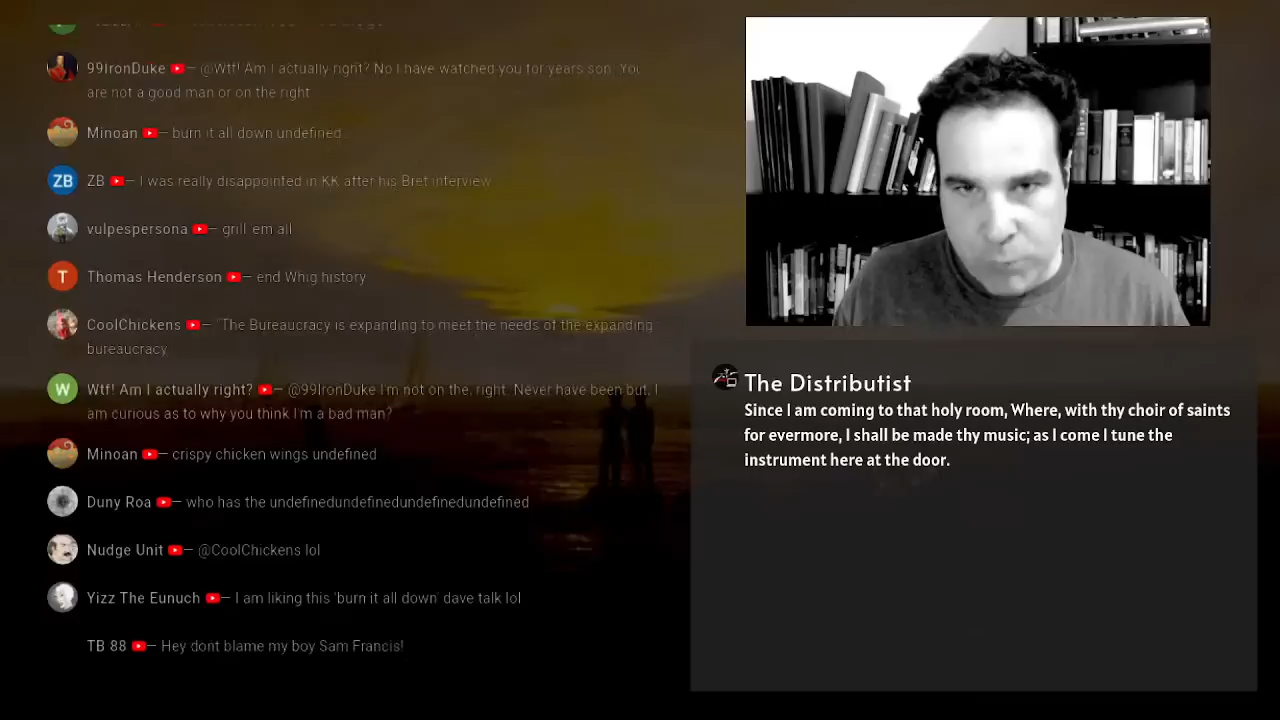 99IronDuke — @Wtf! Am I actually right? No I have watched you for years son. You
are not a good man or on the right
Minoan — burn it all down undefined
ZB
ZB — I was really disappointed in KK after his Bret interview
vulpespersona — grill em all
T
Thomas Henderson — end Whig history
CoolChickens — "The Bureaucracy is expanding to meet the needs of the expanding
bureaucracy
W
Wtf! Am I actually right? — @99IronDuke I'm not on the, right. Never have been but, I
am curious as to why you think I'm a bad man?
Minoan — crispy chicken wings undefined
Duny Roa — who has the undefinedundefinedundefinedundefined
Nudge Unit — @CoolChickens lol
Yizz The Eunuch — I am liking this 'burn it all down' dave talk lol
TB 88 — Hey dont blame my boy Sam Francis!
The Distributist
Since I am coming to that holy room, Where, with thy choir of saints
for evermore, I shall be made thy music; as I come I tune the
instrument here at the door.